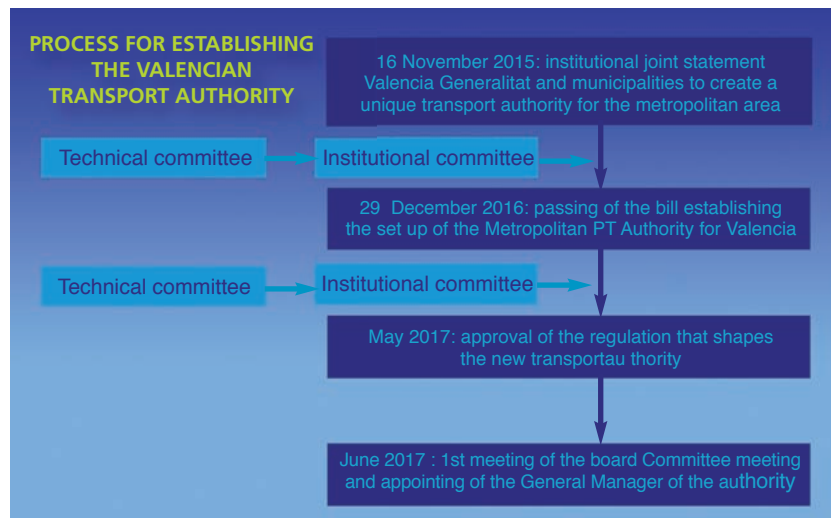 PROCESS FOR ESTABLISHING
THE VALENCIAN
TRANSPORT AUTHORITY
16 November 2015: institutional joint statement
Valencia Generalitat and municipalities to create a
unique transport authority for the metropolitan area
Technical committee
Institutional committee
29 December 2016: passing of the bill establishing
the set up of the Metropolitan PT Authority for Valencia
Technical committee
Institutional committee
May 2017: approval of the regulation that shapes
the new transportau thority
June 2017 : 1st meeting of the board Committee meeting
and appointing of the General Manager of the authority